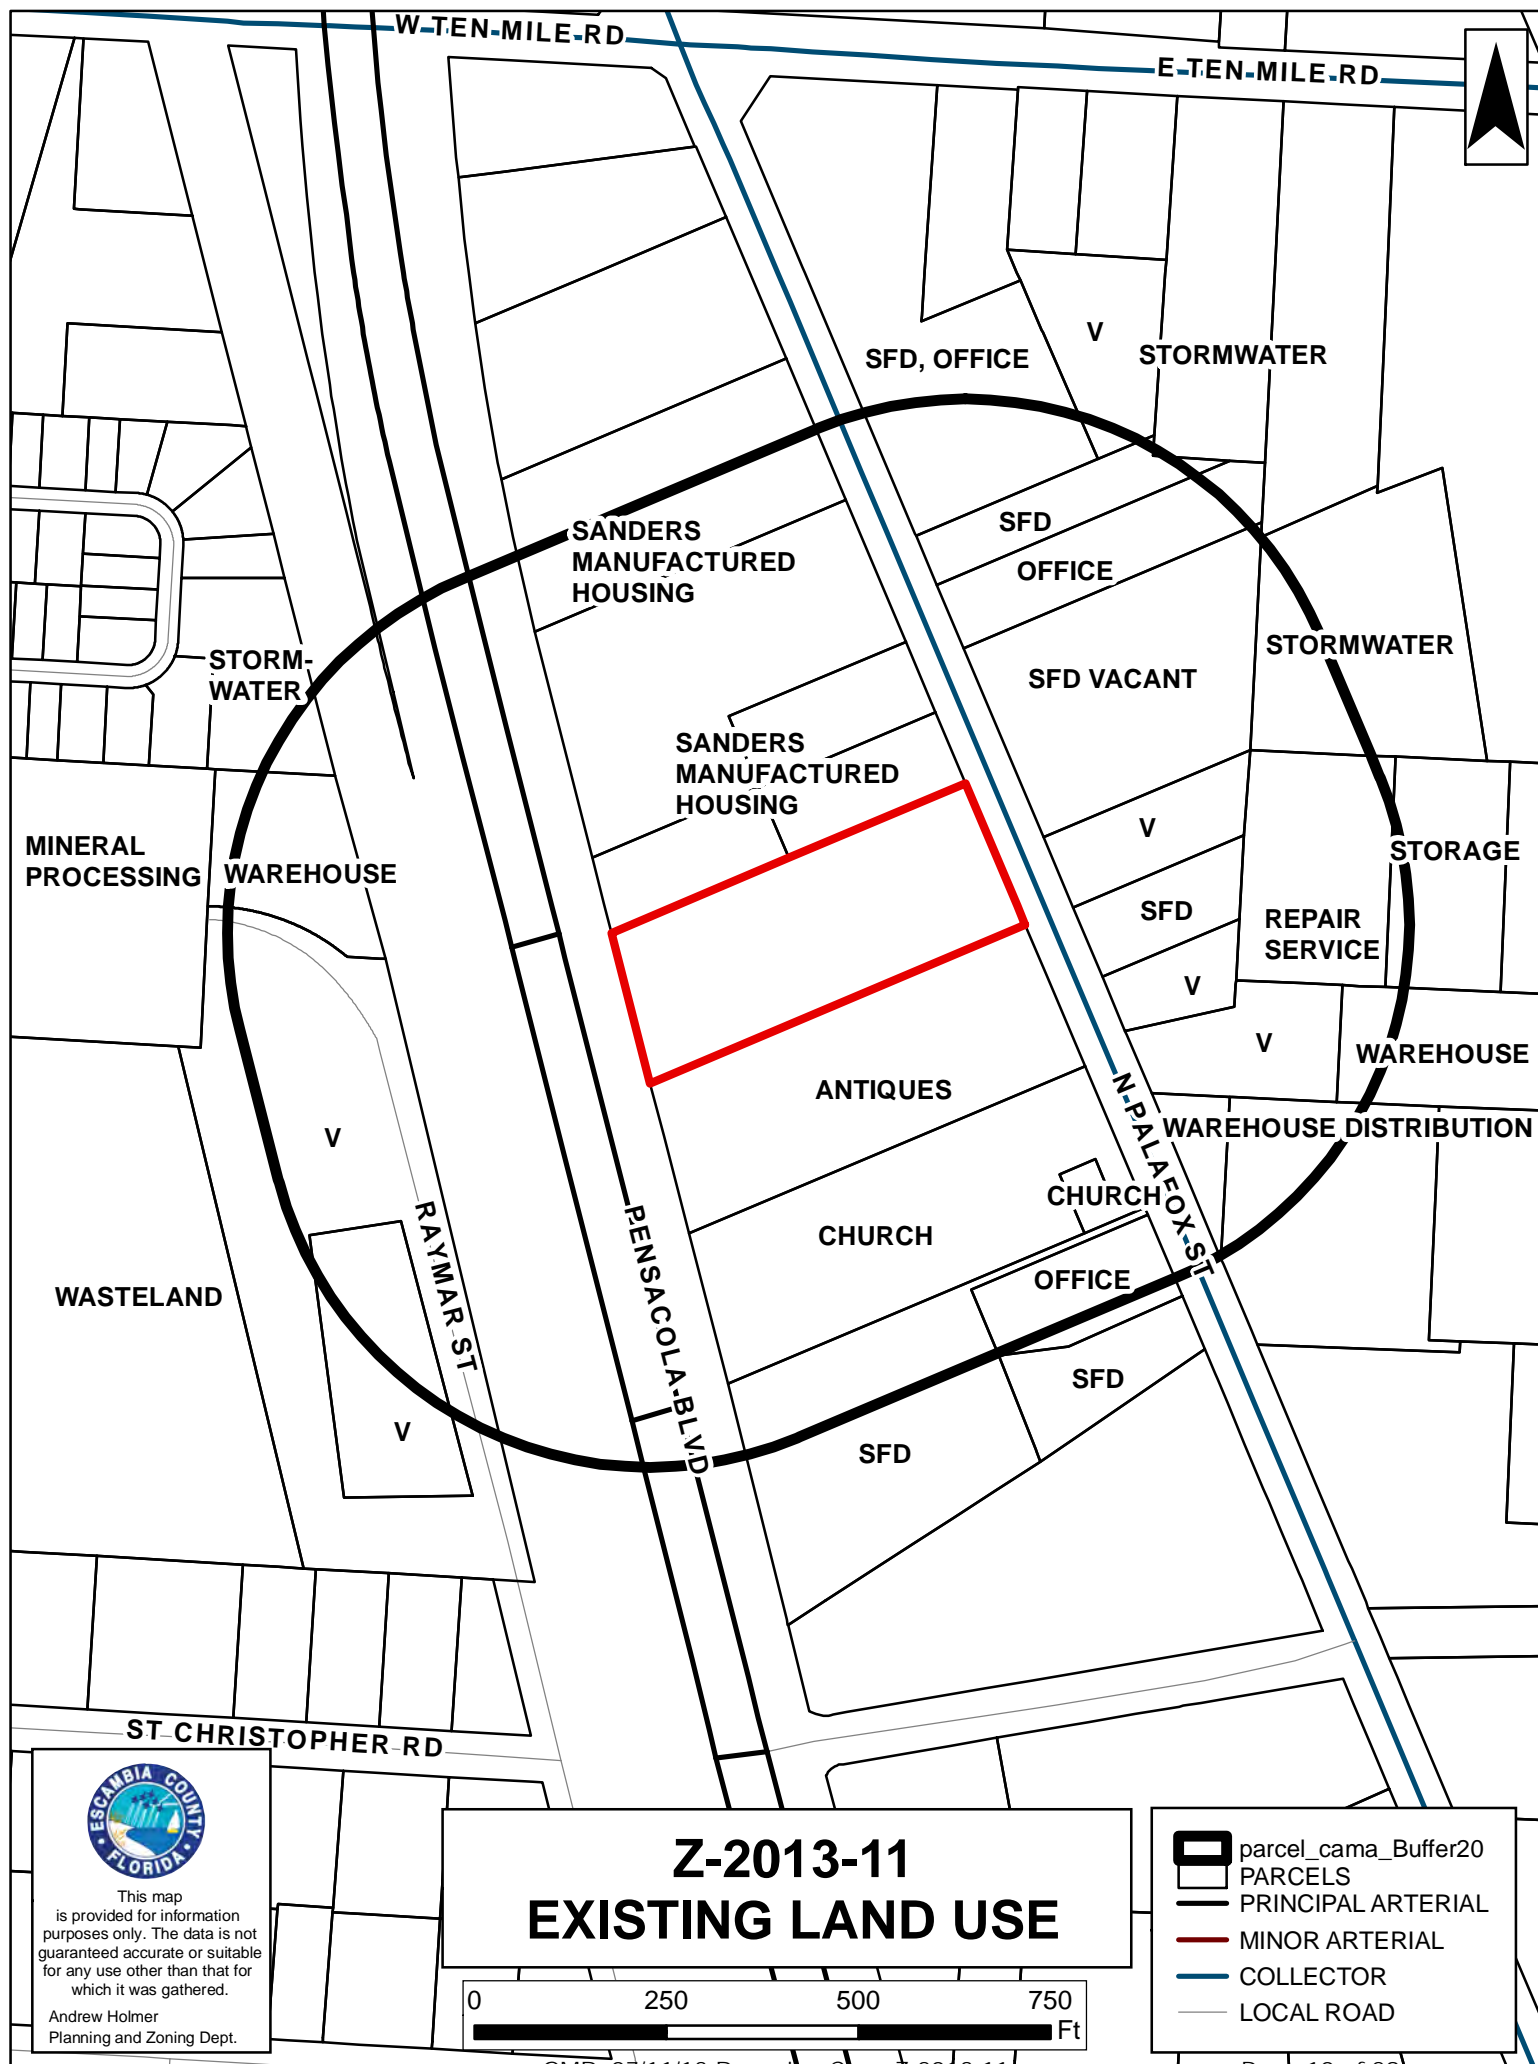 W TEN MILE RD
E TEN MILE RD
V
STORMWATER
SFD, OFFICE
SFD
OFFICE
SANDERS
MANUFACTURED
HOUSING
STORMWATER
STORM-
WATER
SFD VACANT
SANDERS
MANUFACTURED
HOUSING
V
MINERAL
PROCESSING
WAREHOUSE
STORAGE
SFD
REPAIR
SERVICE
V
V
WAREHOUSE
ANTIQUES
N PALAFOX ST
WAREHOUSE DISTRIBUTION
V
CHURCH
CHURCH
RAYMAR ST
PENSACOLA BLVD
OFFICE
WASTELAND
SFD
V
SFD
ST CHRISTOPHER RD
ESCAMBIA COUNTY
FLORIDA
This map
is provided for information
purposes only. The data is not
guaranteed accurate or suitable
for any use other than that for
which it was gathered.
Andrew Holmer
Planning and Zoning Dept.
Z-2013-11
EXISTING LAND USE
0 250 500 750
Ft
parcel_cama_Buffer20
PARCELS
PRINCIPAL ARTERIAL
MINOR ARTERIAL
COLLECTOR
LOCAL ROAD